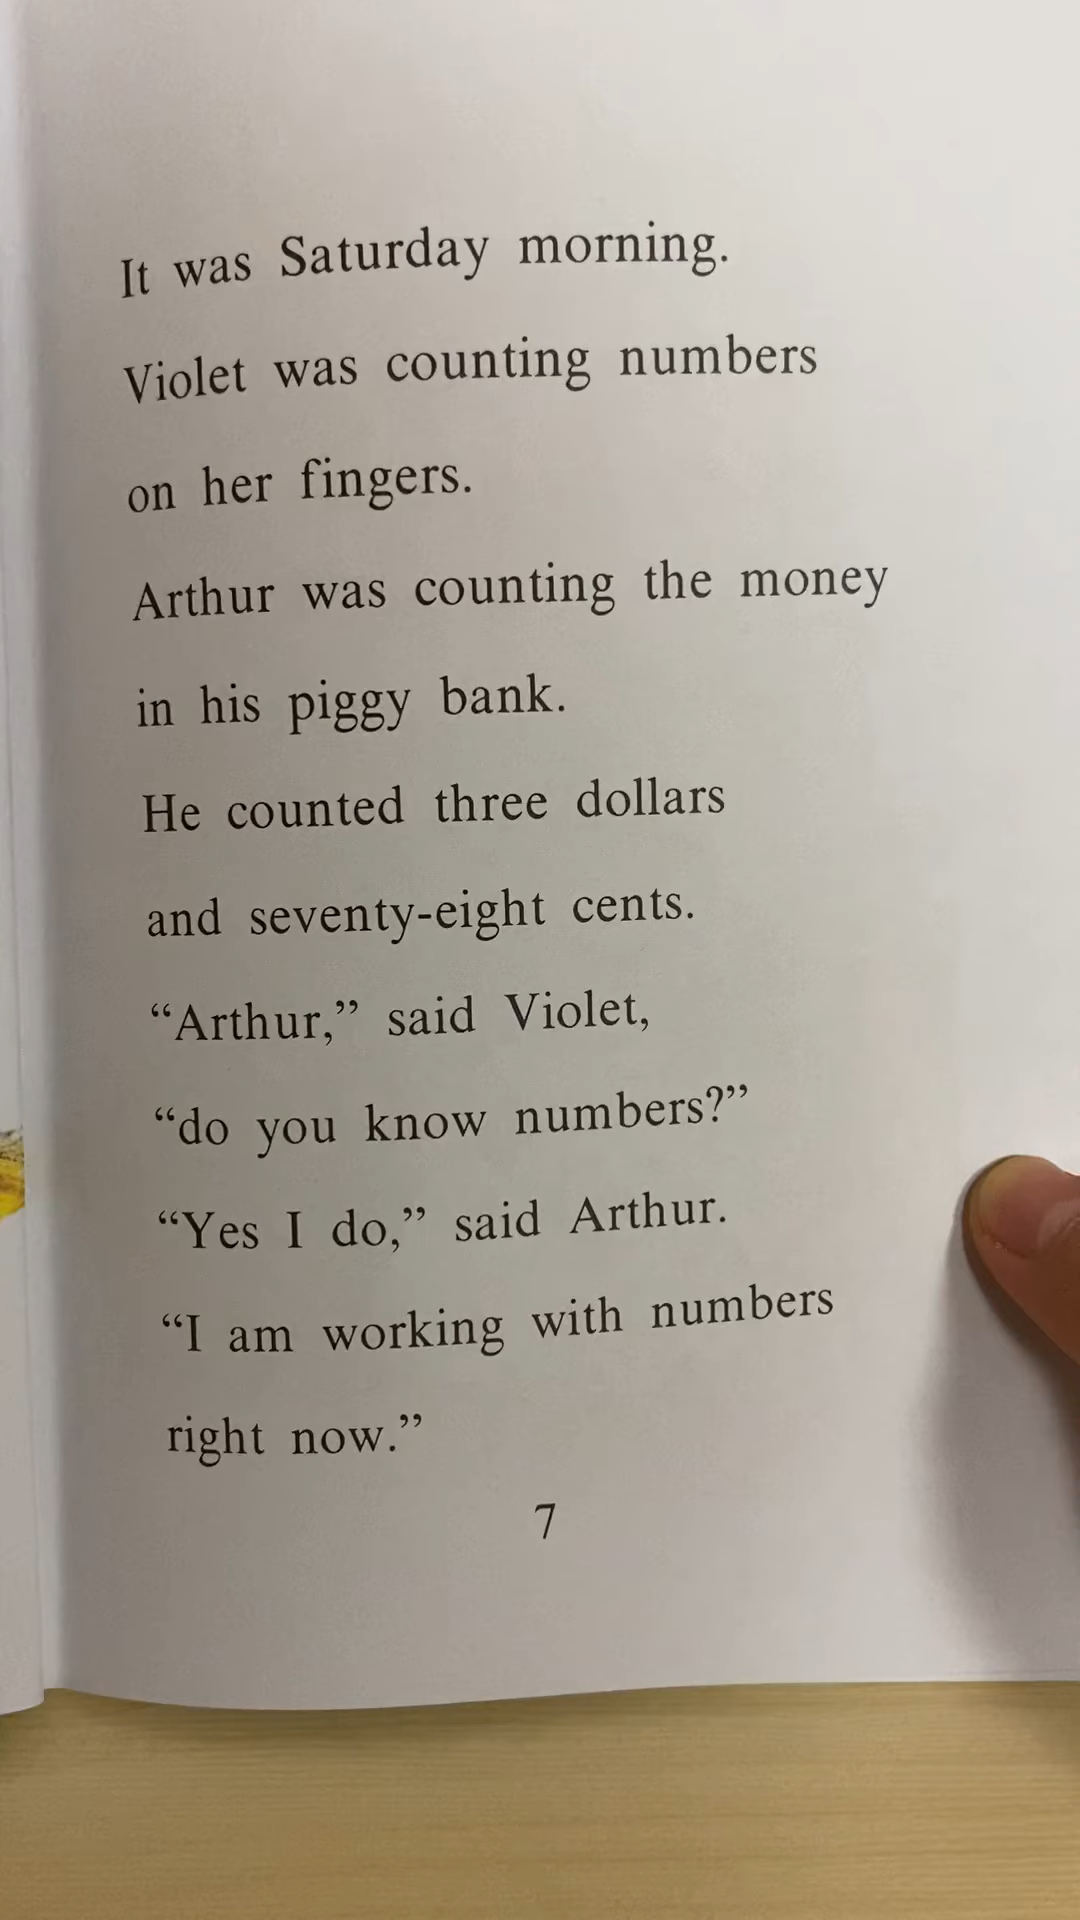 It was Saturday morning.
Violet was counting numbers
on her fingers.
Arthur was counting the money
in his piggy bank.
He counted three dollars
and seventy-eight cents.
“Arthur,” said Violet,
“do you know numbers?”
“Yes I do,” said Arthur.
“I am working with numbers
right now.”
7